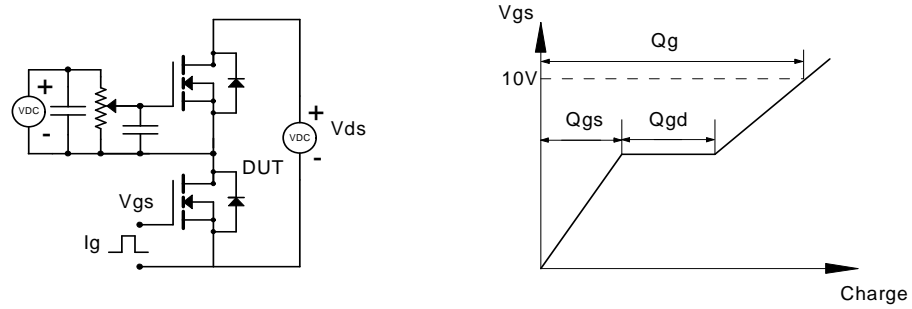 +
VDC
-
Vgs
Ig
DUT
+
VDC
-
Vds
Vgs
Qg
10V
Qgs
Qgd
Charge